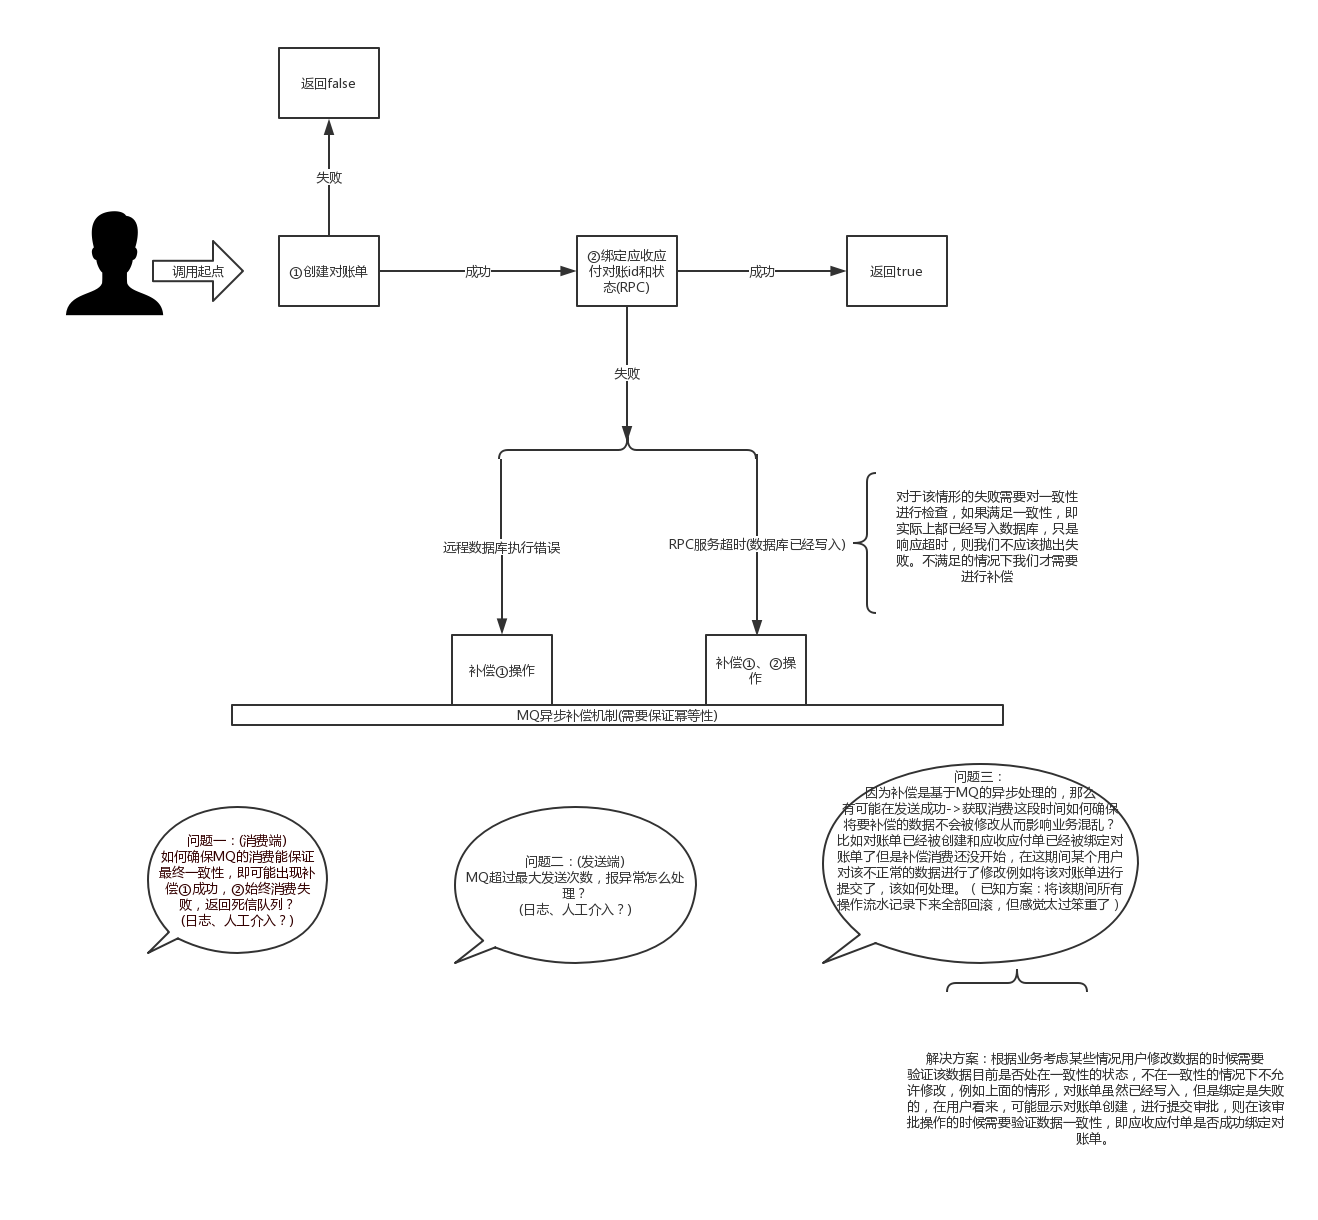 返回false
失败
调用起点
①创建对账单
成功
②绑定应收应
付对账id和状
态(RPC)
成功
返回true
失败
对于该情形的失败需要对一致性
进行检查，如果满足一致性，即
实际上都已经写入数据库，只是
响应超时，则我们不应该抛出失
败。不满足的情况下我们才需要
进行补偿
远程数据库执行错误
RPC服务超时(数据库已经写入)
补偿①操作
补偿①、②操
作
MQ异步补偿机制(需要保证幂等性)
问题一：(消费端)
如何确保MQ的消费能保证
最终一致性，即可能出现补
偿①成功，②始终消费失
败，返回死信队列？
(日志、人工介入？)
问题二：(发送端)
MQ超过最大发送次数，报异常怎么处
理？
(日志、人工介入？)
问题三：
因为补偿是基于MQ的异步处理的，那么
有可能在发送成功->获取消费这段时间如何确保
将要补偿的数据不会被修改从而影响业务混乱？
比如对账单已经被创建和应收应付单已经被绑定对
账单了但是补偿消费还没开始，在这期间某个用户
对该不正常的数据进行了修改例如将该对账单进行
提交了，该如何处理。（已知方案：将该期间所有
操作流水记录下来全部回滚，但感觉太过笨重了）
解决方案：根据业务考虑某些情况用户修改数据的时候需要
验证该数据目前是否处在一致性的状态，不在一致性的情况下不允
许修改，例如上面的情形，对账单虽然已经写入，但是绑定是失败
的，在用户看来，可能显示对账单创建，进行提交审批，则在该审
批操作的时候需要验证数据一致性，即应收应付单是否成功绑定对
账单。